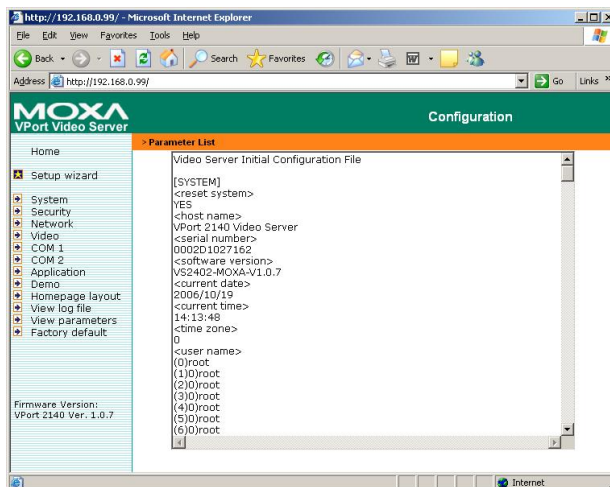 http://192.168.0.99/ - Microsoft Internet Explorer
File Edit View Favorites Tools Help
Back Search Favorites
Address http://192.168.0.99/ Go Links »
MOXA
VPort Video Server
Configuration
> Parameter List
Home
Setup wizard
System
Security
Network
Video
COM 1
COM 2
Application
Demo
Homepage layout
View log file
View parameters
Factory default
Firmware Version:
VPort 2140 Ver. 1.0.7
Video Server Initial Configuration File
[SYSTEM]
<reset system>
YES
<host name>
VPort 2140 Video Server
<serial number>
0002D1027162
<software version>
VS2402-MOXA-V1.0.7
<current date>
2006/10/19
<current time>
14:13:48
<time zone>
0
<user name>
(0)root
(1)0)root
(2)0)root
(3)0)root
(4)0)root
(5)0)root
(6)0)root
Internet